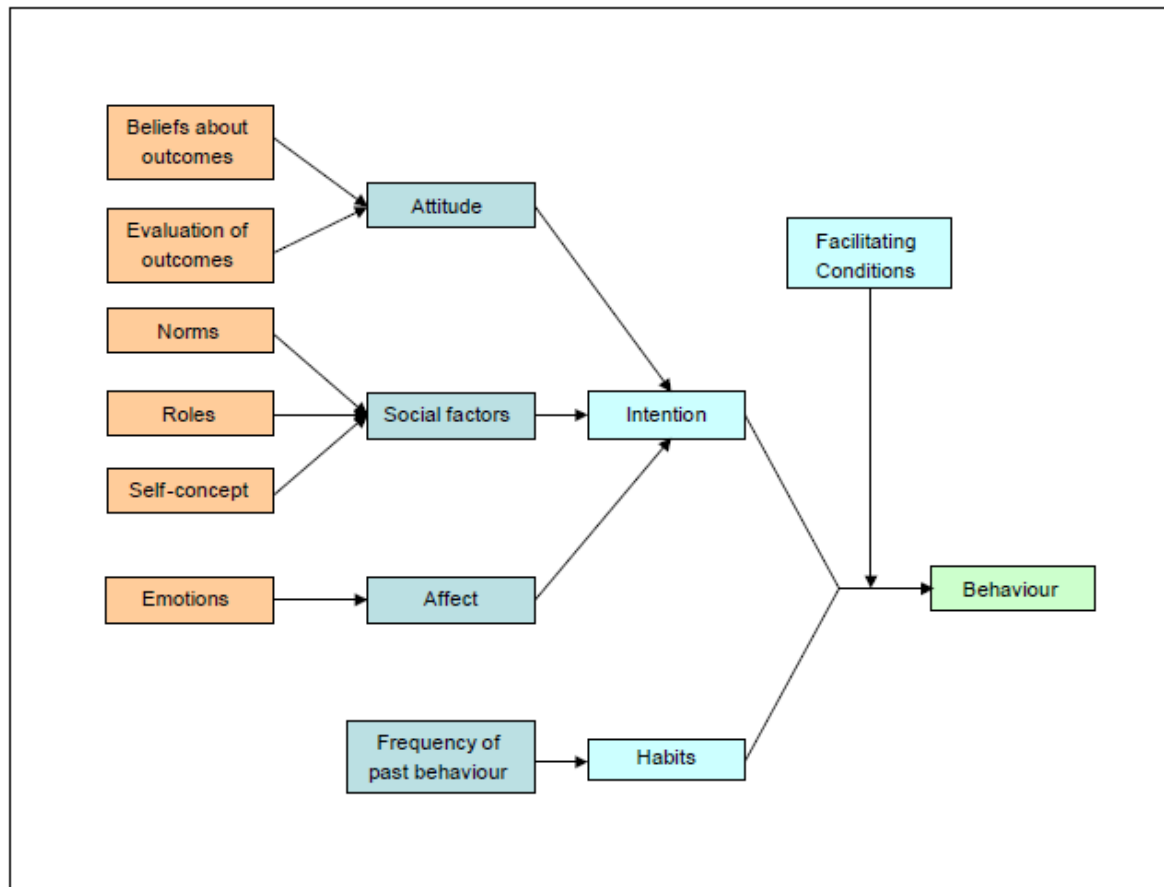 Beliefs about
outcomes
Evaluation of
outcomes
Norms
Roles
Self-concept
Emotions
Attitude
Social factors
Affect
Frequency of
past behaviour
Intention
Habits
Facilitating
Conditions
Behaviour